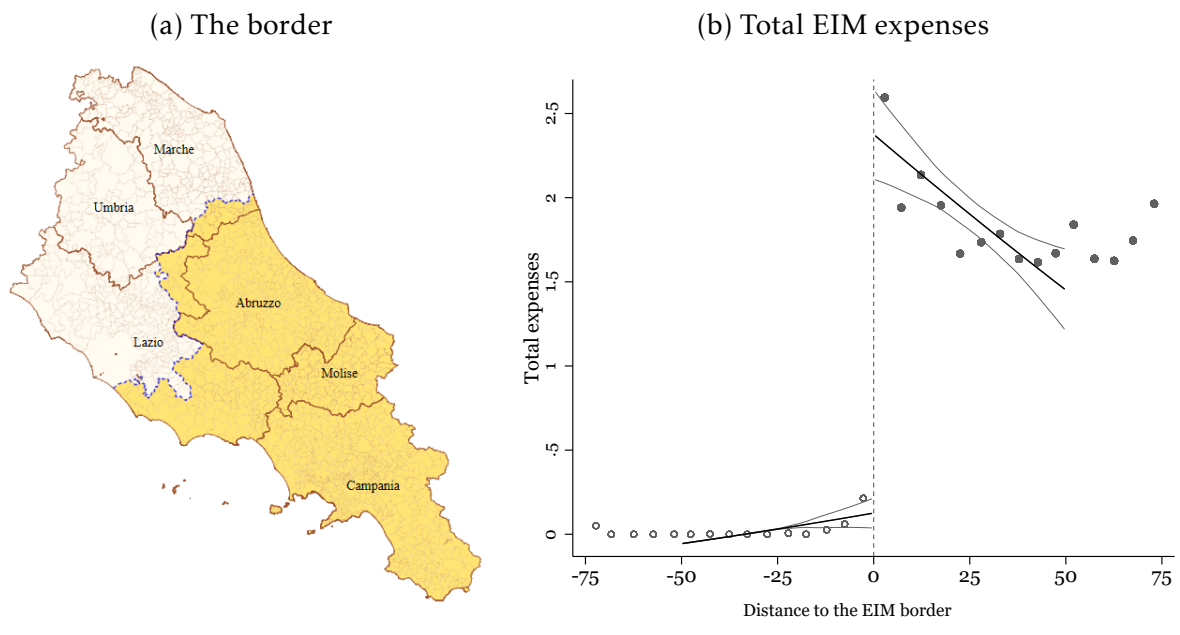 (a) The border
Marche
Umbria
Abruzzo
Lazio
Molise
Campania
(b) Total EIM expenses
Total expenses
2.5
2
1.5
1
.5
0
-75
-50
-25
0
25
50
75
Distance to the EIM border